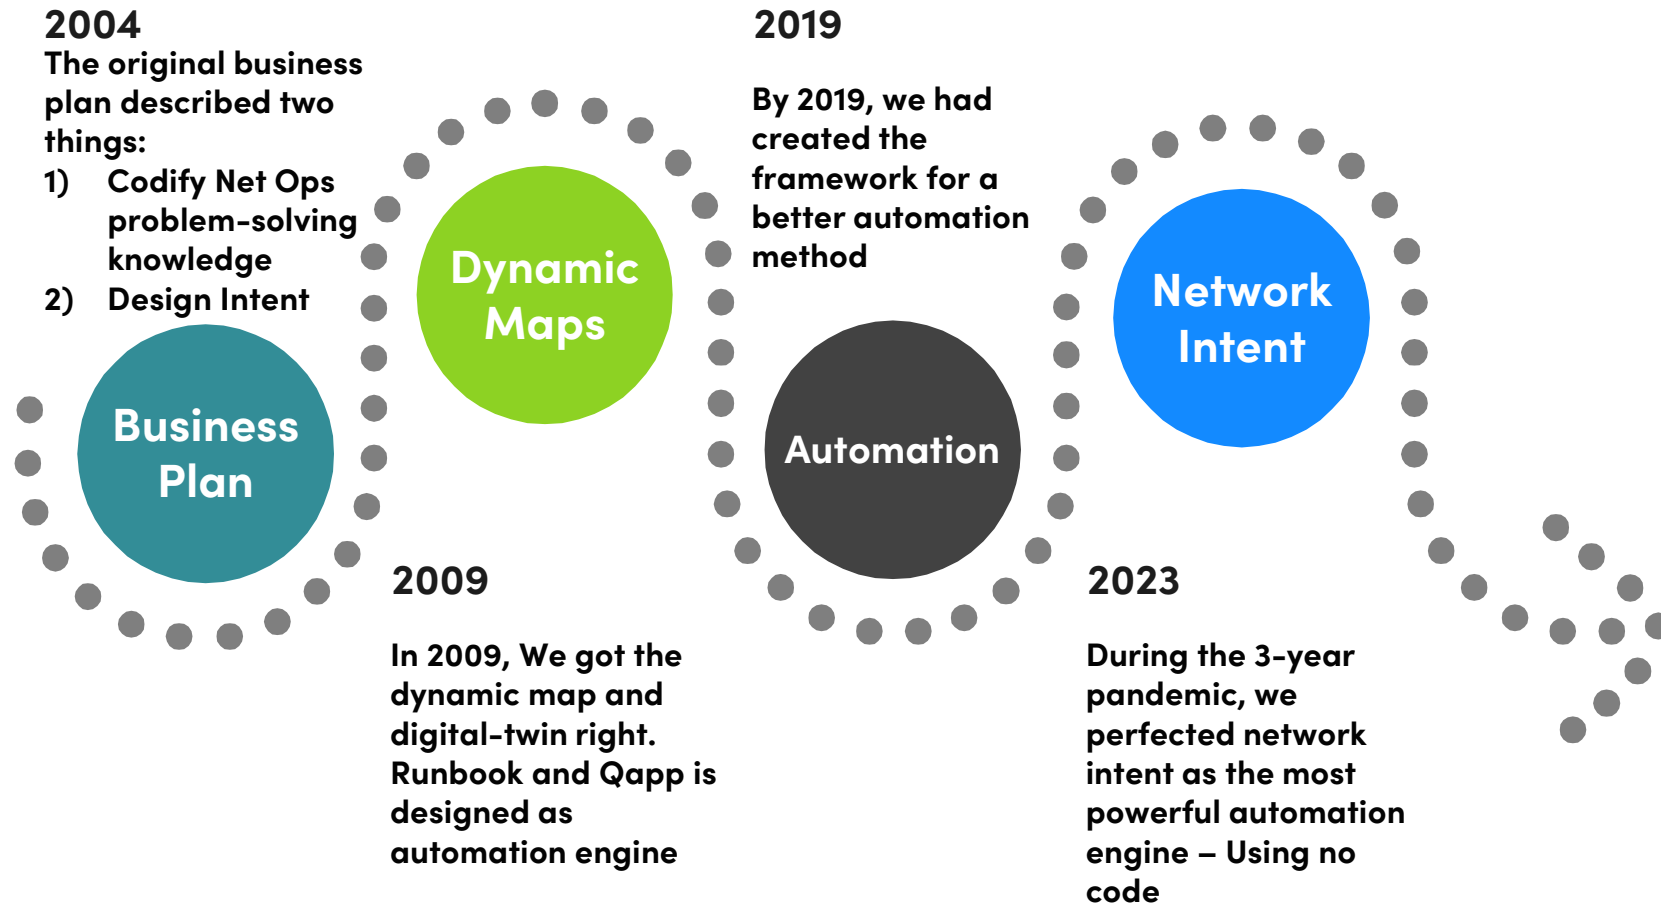 2004
The original business
plan described two
things:
1) Codify Net Ops
problem-solving
knowledge
2) Design Intent
Business
Plan
Dynamic
Maps
2009
In 2009, We got the
dynamic map and
digital-twin right.
Runbook and Qapp is
designed as
automation engine
2019
By 2019, we had
created the
framework for a
better automation
method
Automation
Network
Intent
2023
During the 3-year
pandemic, we
perfected network
intent as the most
powerful automation
engine – Using no
code